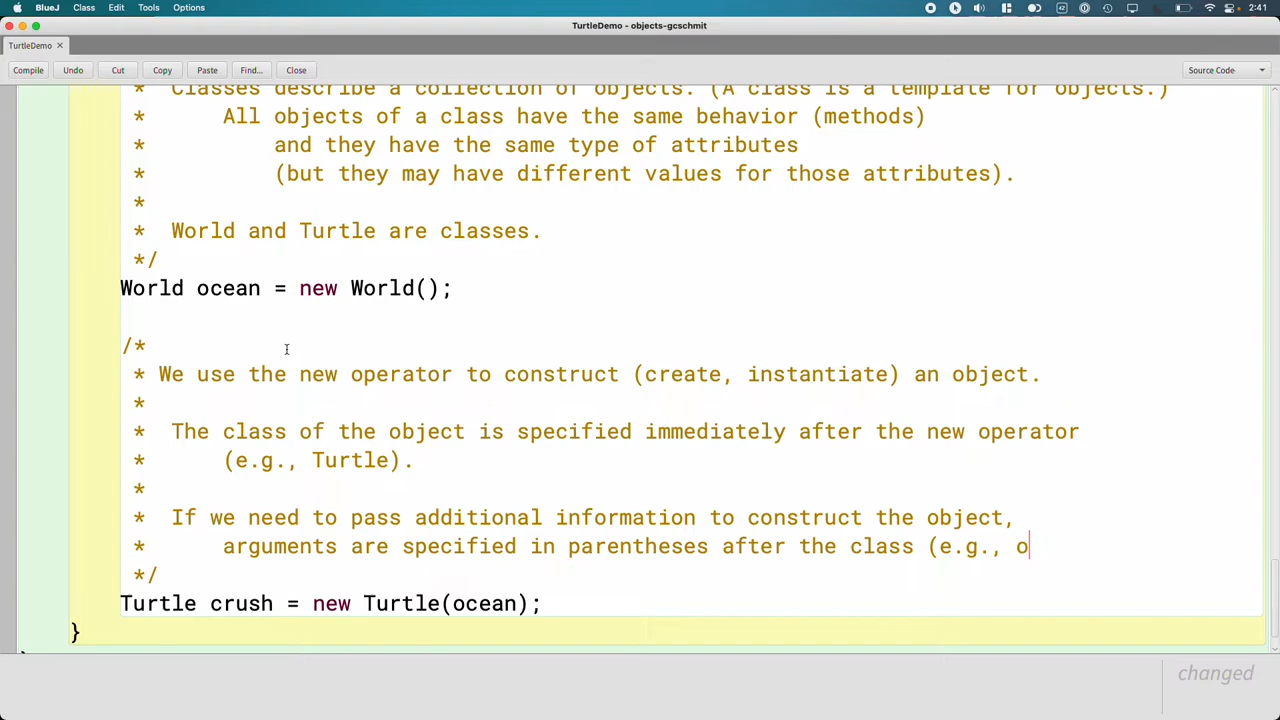 BlueJ Class Edit Tools Options 2:41
TurtleDemo - objects-gcschmit
TurtleDemo
Compile Undo Cut Copy Paste Find... Close Source Code
* Classes describe a collection of objects. (A class is a template for objects.)
* All objects of a class have the same behavior (methods)
* and they have the same type of attributes
* (but they may have different values for those attributes).
*
* World and Turtle are classes.
*/
World ocean = new World();
/*
* We use the new operator to construct (create, instantiate) an object.
*
* The class of the object is specified immediately after the new operator
* (e.g., Turtle).
*
* If we need to pass additional information to construct the object,
* arguments are specified in parentheses after the class (e.g., o
*/
Turtle crush = new Turtle(ocean);
}
changed